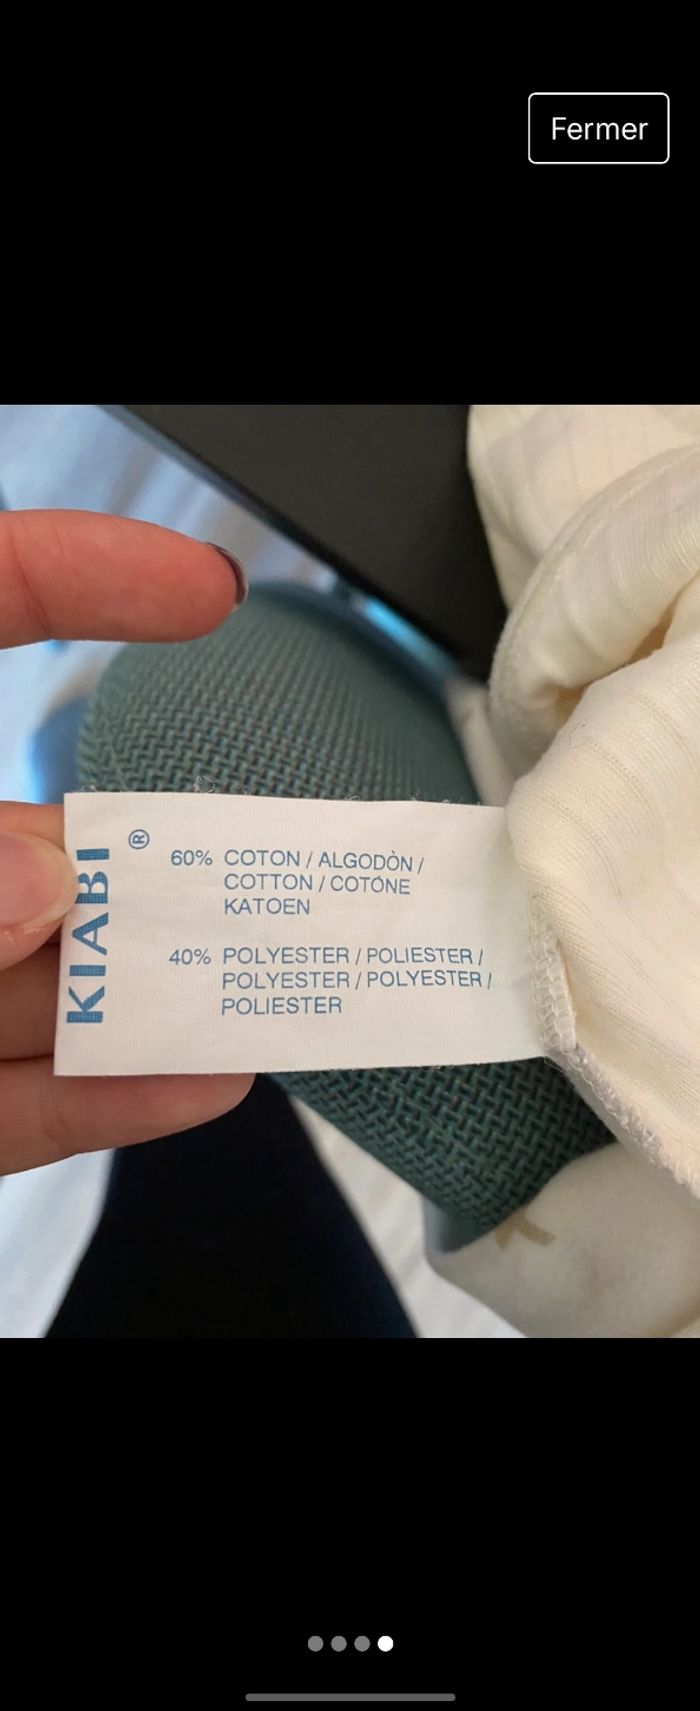 Fermer
KIABI ®
60% COTON / ALGODÒN /
COTTON / COTÓNE
KATOEN
40% POLYESTER / POLIESTER /
POLYESTER / POLYESTER /
POLIESTER